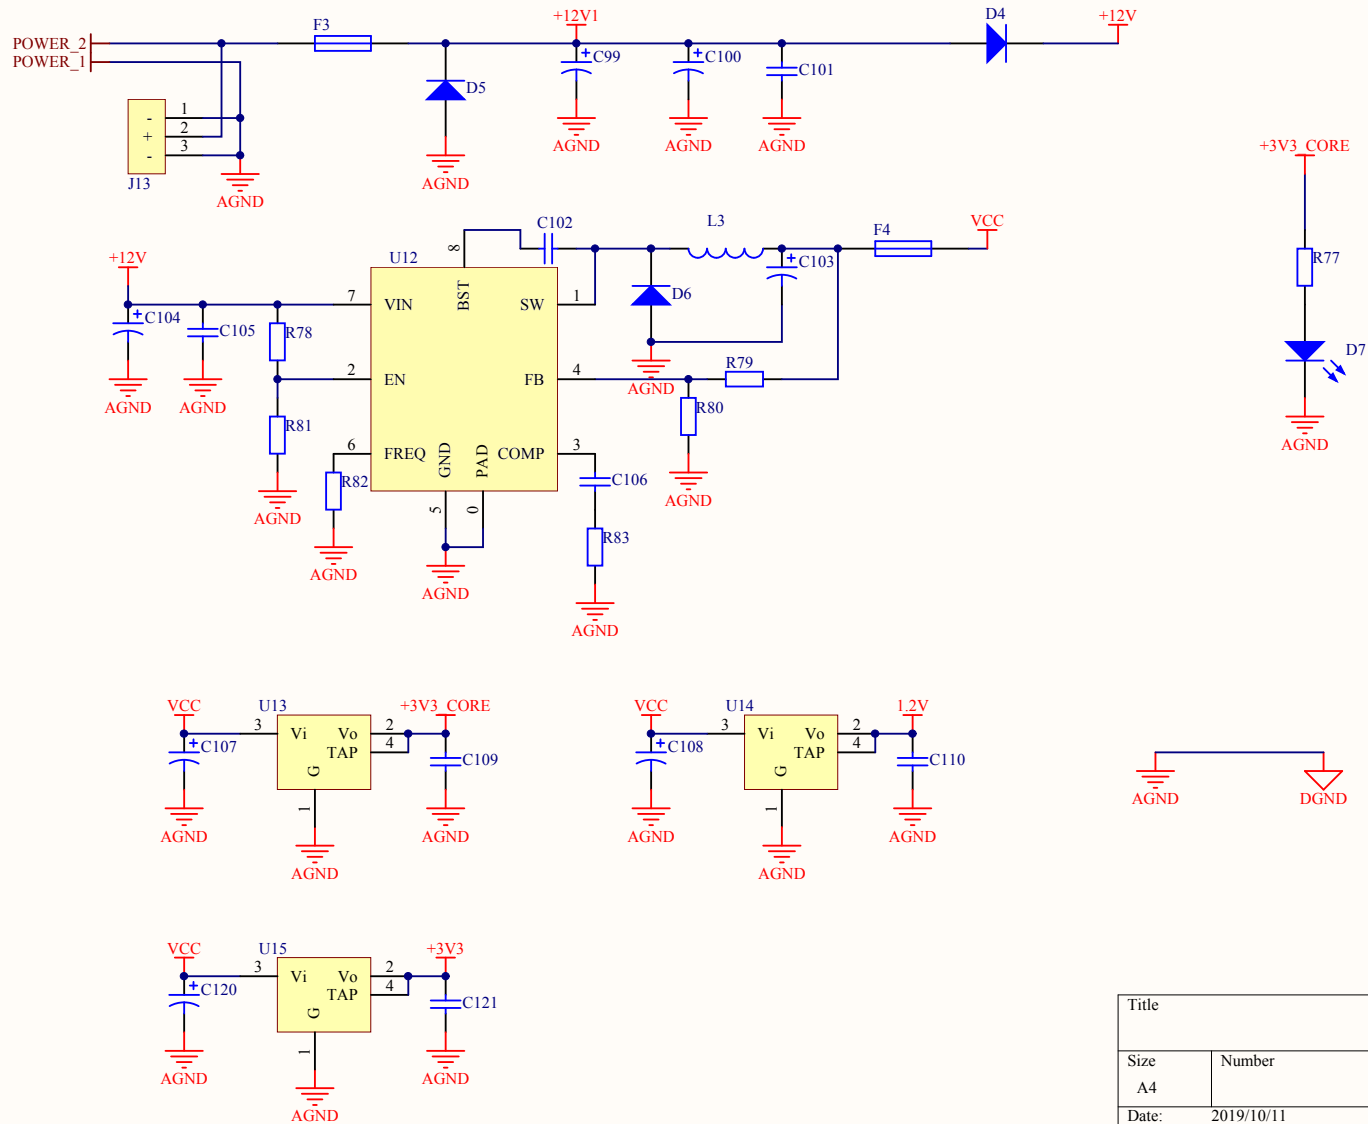 F3
+12V1
D4
+12V
POWER_2
POWER_1
+ C99
+ C100
C101
D5
1
2
3
-
+
-
J13
AGND
AGND
AGND
AGND
AGND
+3V3_CORE
R77
D7
AGND
C102
L3
F4
VCC
+12V
U12
8
BST
+ C103
7
VIN
SW
1
D6
+ C104
C105
R78
AGND
AGND
AGND
2
EN
FB
4
R79
R80
R81
6
FREQ
GND
PAD
COMP
3
C106
R82
5
0
AGND
AGND
R83
AGND
AGND
AGND
VCC
U13
+3V3_CORE
3
Vi
Vo
2
TAP
4
G
1
+ C107
C109
AGND
AGND
AGND
VCC
U14
1.2V
3
Vi
Vo
2
TAP
4
G
1
+ C108
C110
AGND
AGND
AGND
AGND
DGND
VCC
U15
+3V3
3
Vi
Vo
2
TAP
4
G
1
+ C120
C121
AGND
AGND
AGND
Title
Size
Number
A4
Date:
2019/10/11